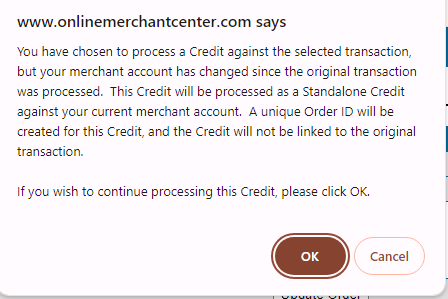 www.onlinemerchantcenter.com says
You have chosen to process a Credit against the selected transaction,
but your merchant account has changed since the original transaction
was processed.  This Credit will be processed as a Standalone Credit
against your current merchant account.  A unique Order ID will be
created for this Credit, and the Credit will not be linked to the original
transaction.
If you wish to continue processing this Credit, please click OK.
OK Cancel
Update Order